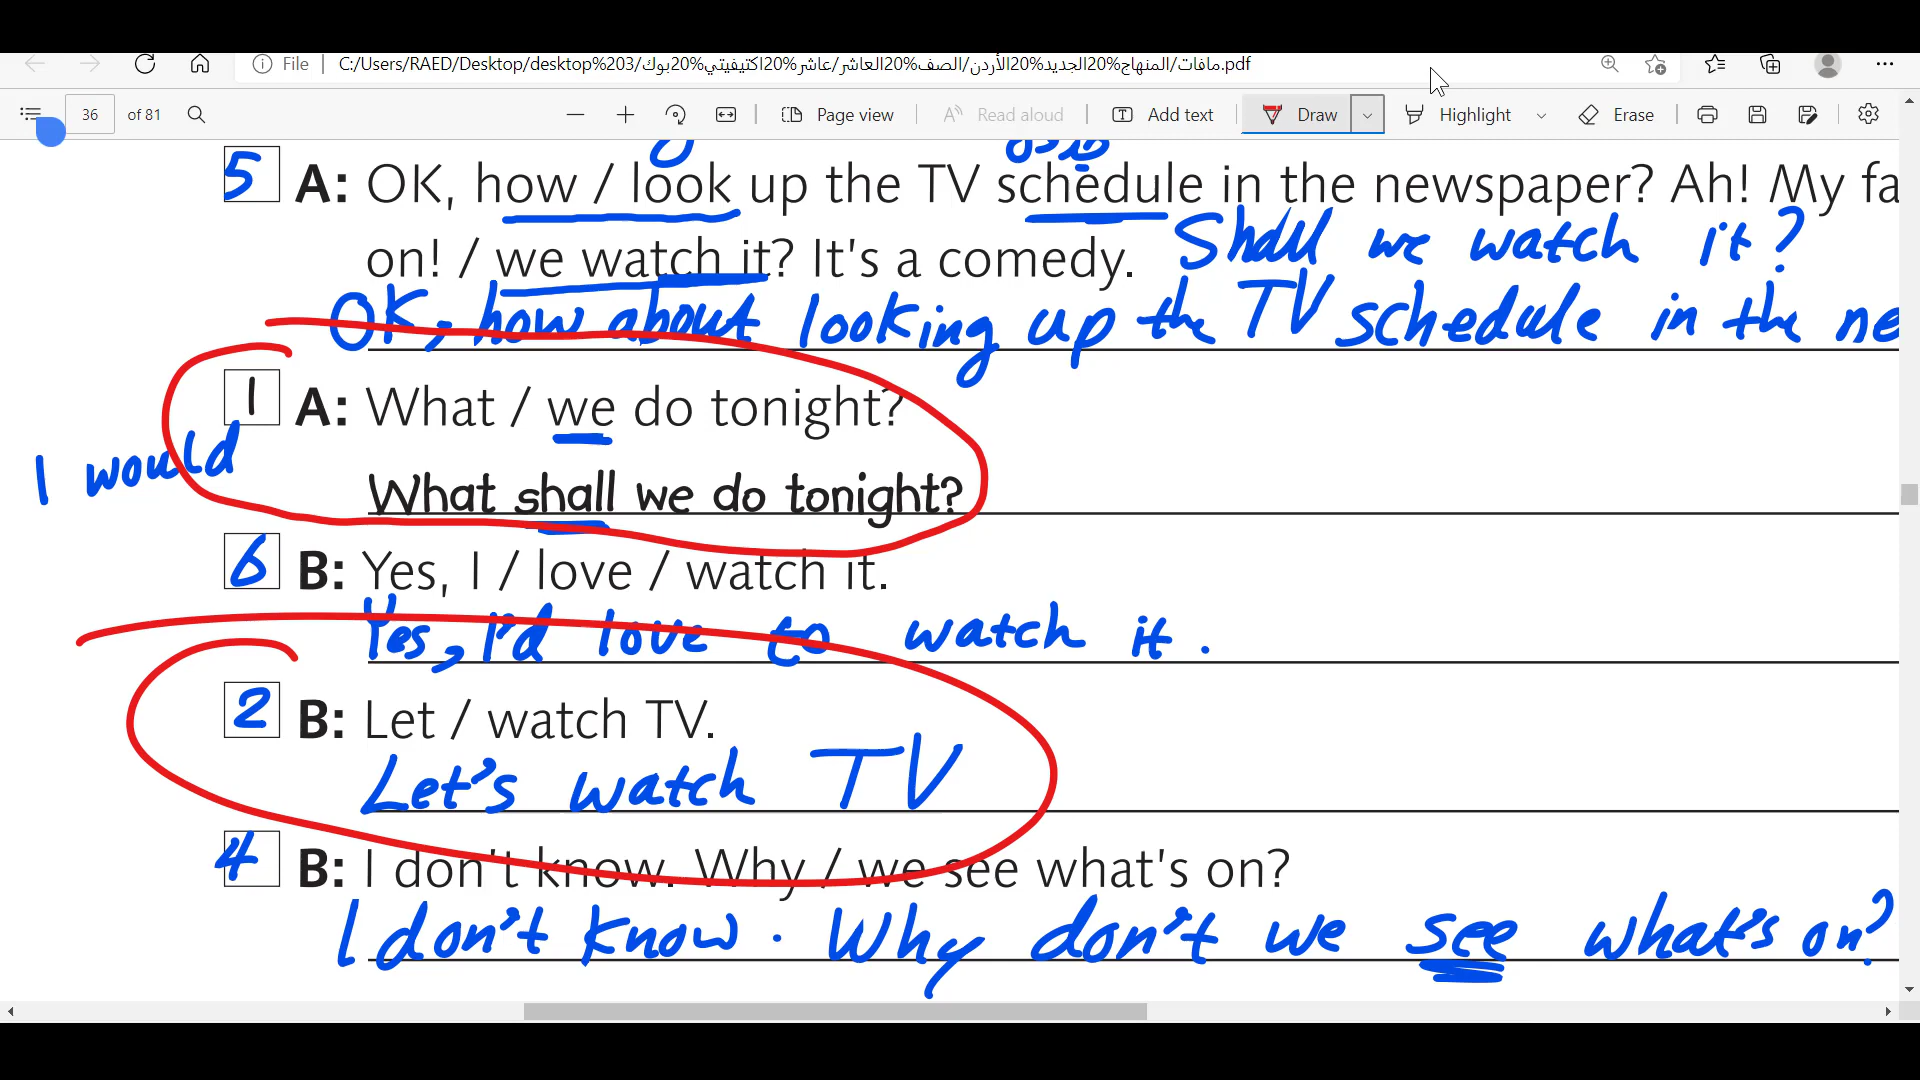 File C:/Users/RAED/Desktop/desktop%203/مافات/المنهاج%20الجديد%20الأردن/الصف%20العاشر/عاشر%20اكتيفيتي%20بوك.pdf
36 of 81 Page view Read aloud Add text Draw Highlight Erase
5 A: OK, how / look up the TV schedule in the newspaper? Ah! My fa
on! / we watch it? It's a comedy. Shall we watch it?
OK, how about looking up the TV schedule in the ne
1 A: What / we do tonight?
I would
What shall we do tonight?
6 B: Yes, I / love / watch it.
Yes, I'd love to watch it.
2 B: Let / watch TV.
Let's watch TV
4 B: I don't know. Why / we see what's on?
I don't know. Why don't we see what's on?